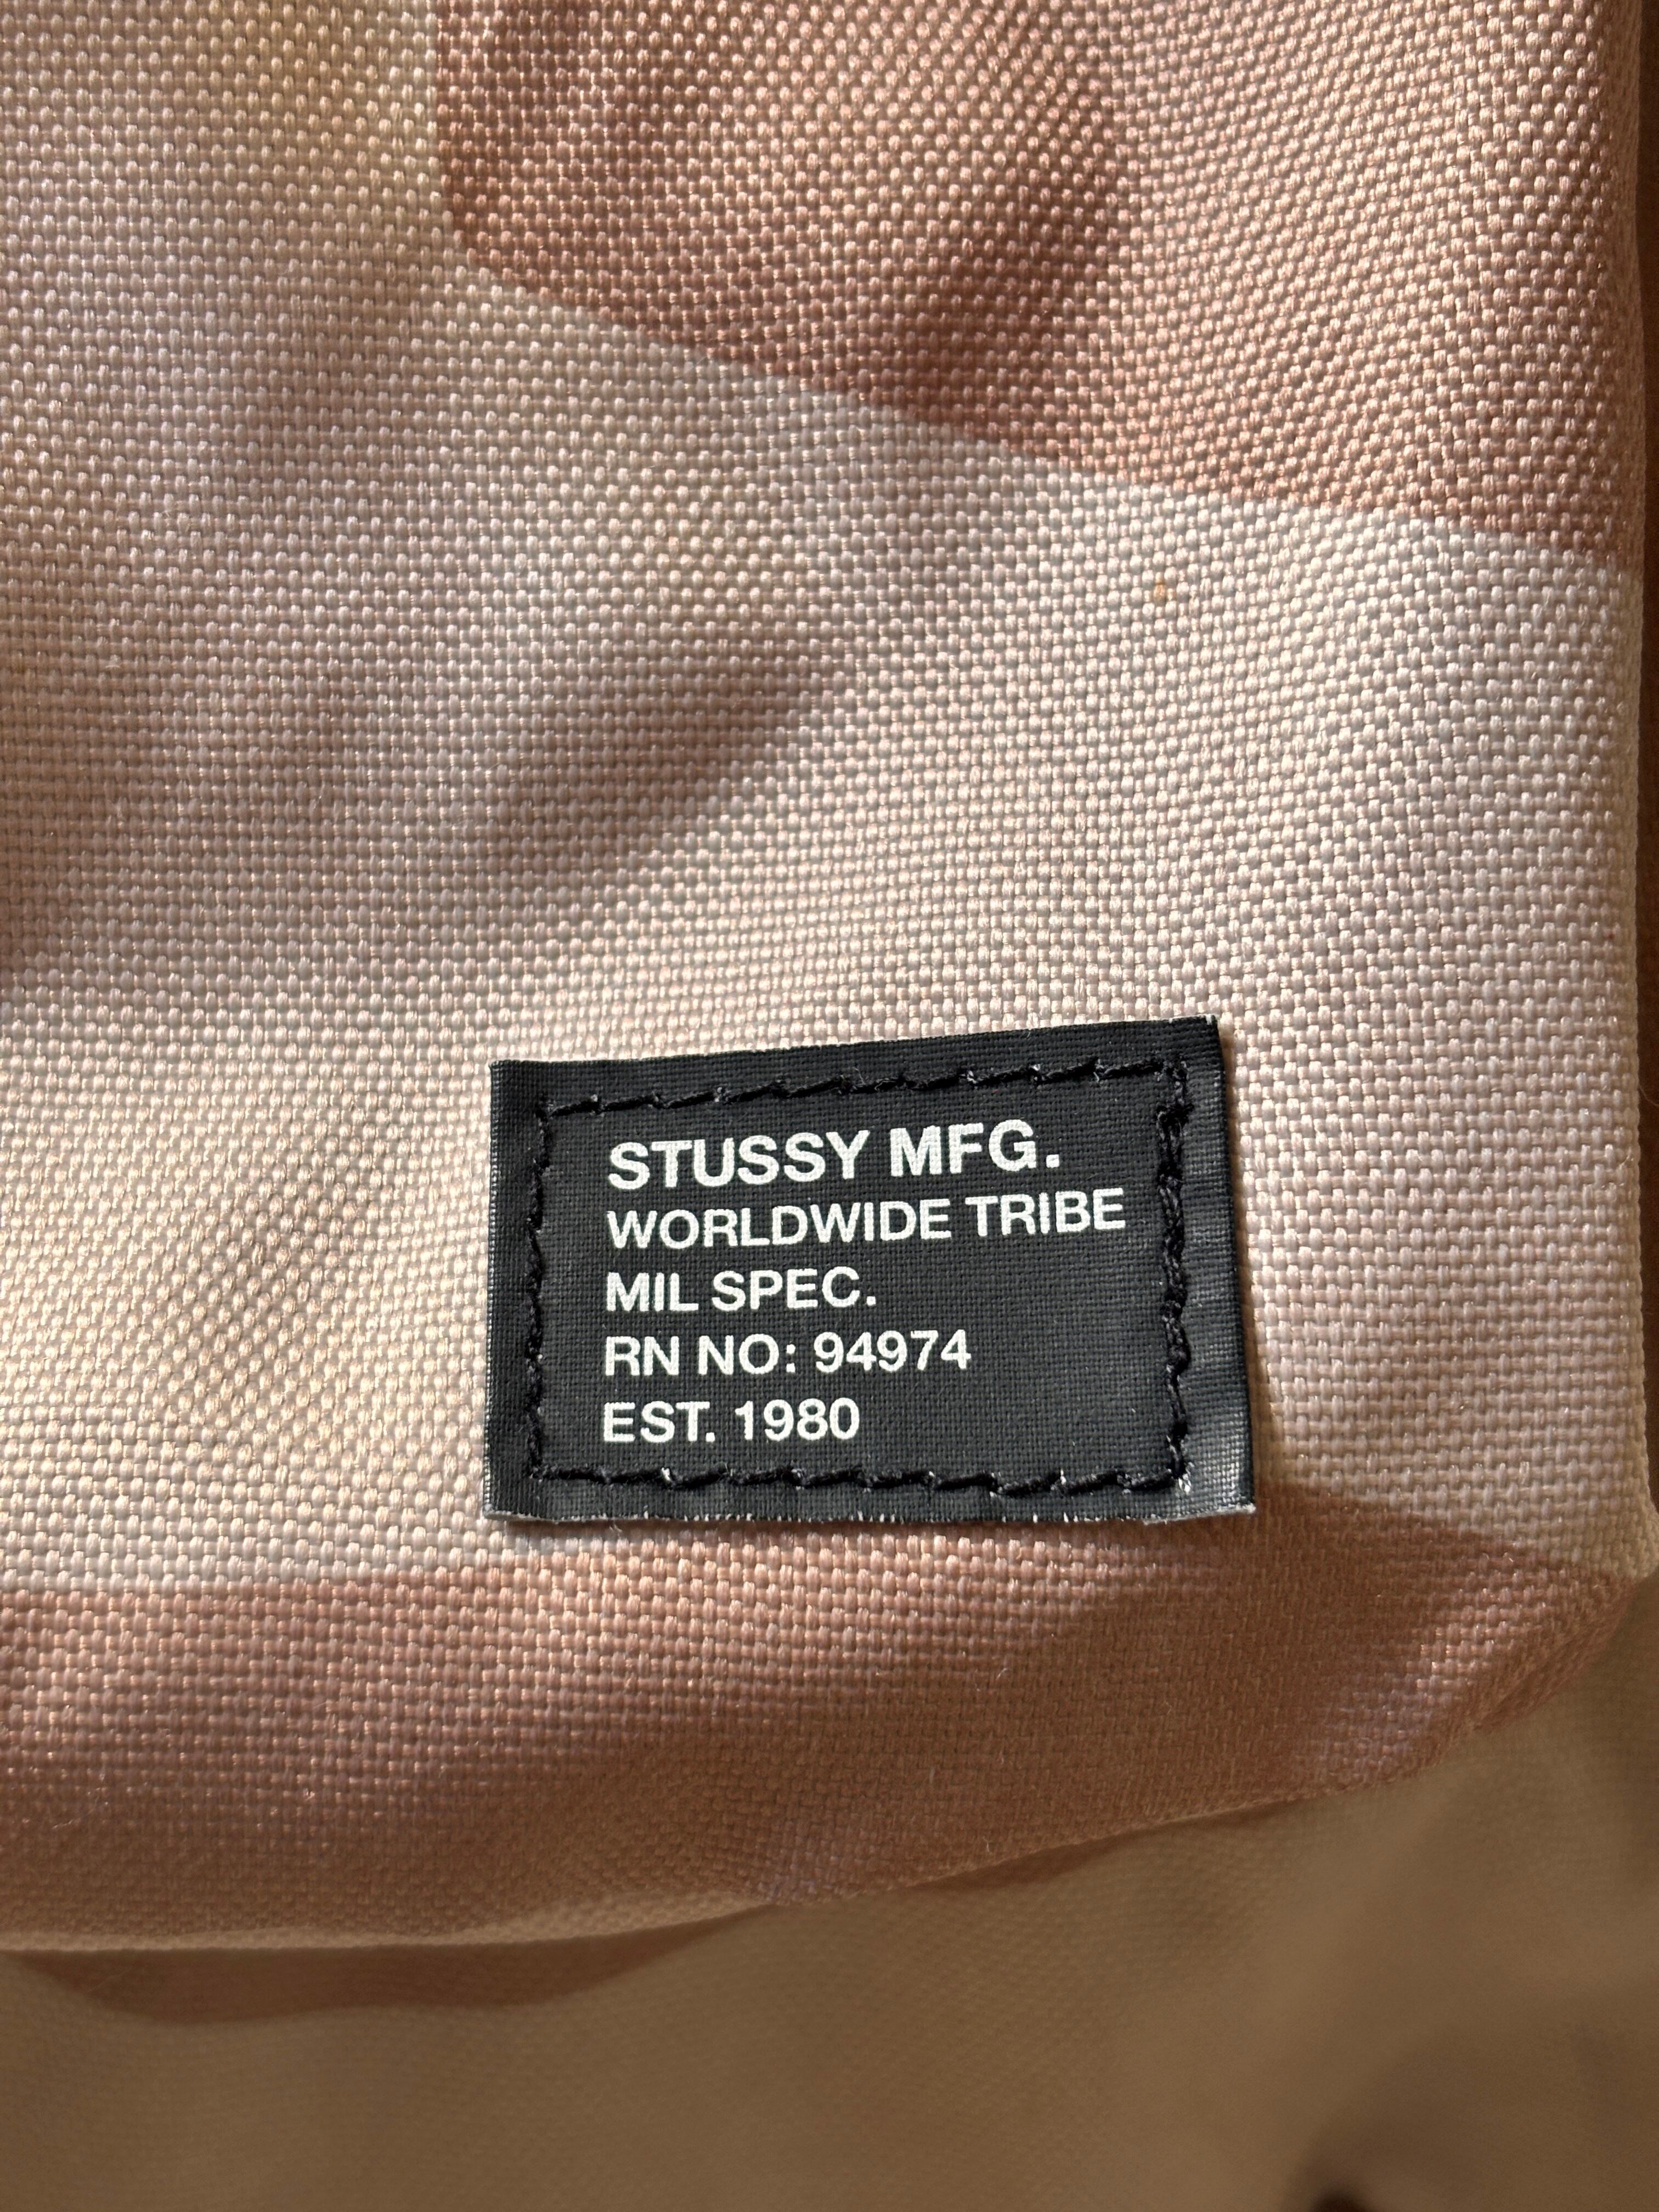 STUSSY MFG.
WORLDWIDE TRIBE
MIL SPEC.
RN NO: 94974
EST. 1980